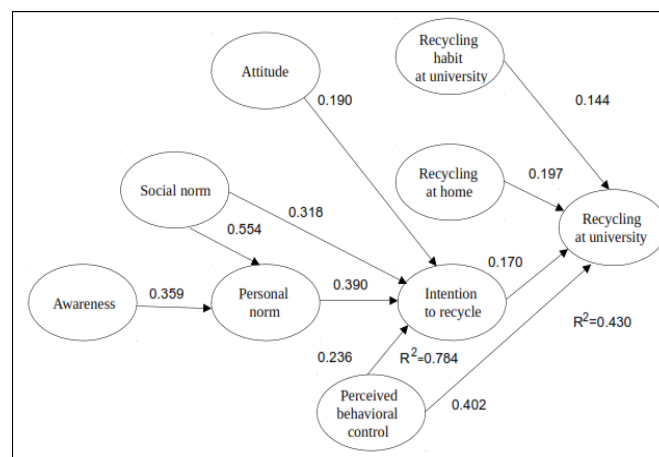 Recycling
habit
at university
Attitude
0.190
0.144
Recycling
at home
0.197
Social norm
0.318
Recycling
at university
0.554
0.170
Awareness
0.359
Personal
norm
0.390
Intention
to recycle
R²=0.430
0.236
R²=0.784
Perceived
behavioral
control
0.402